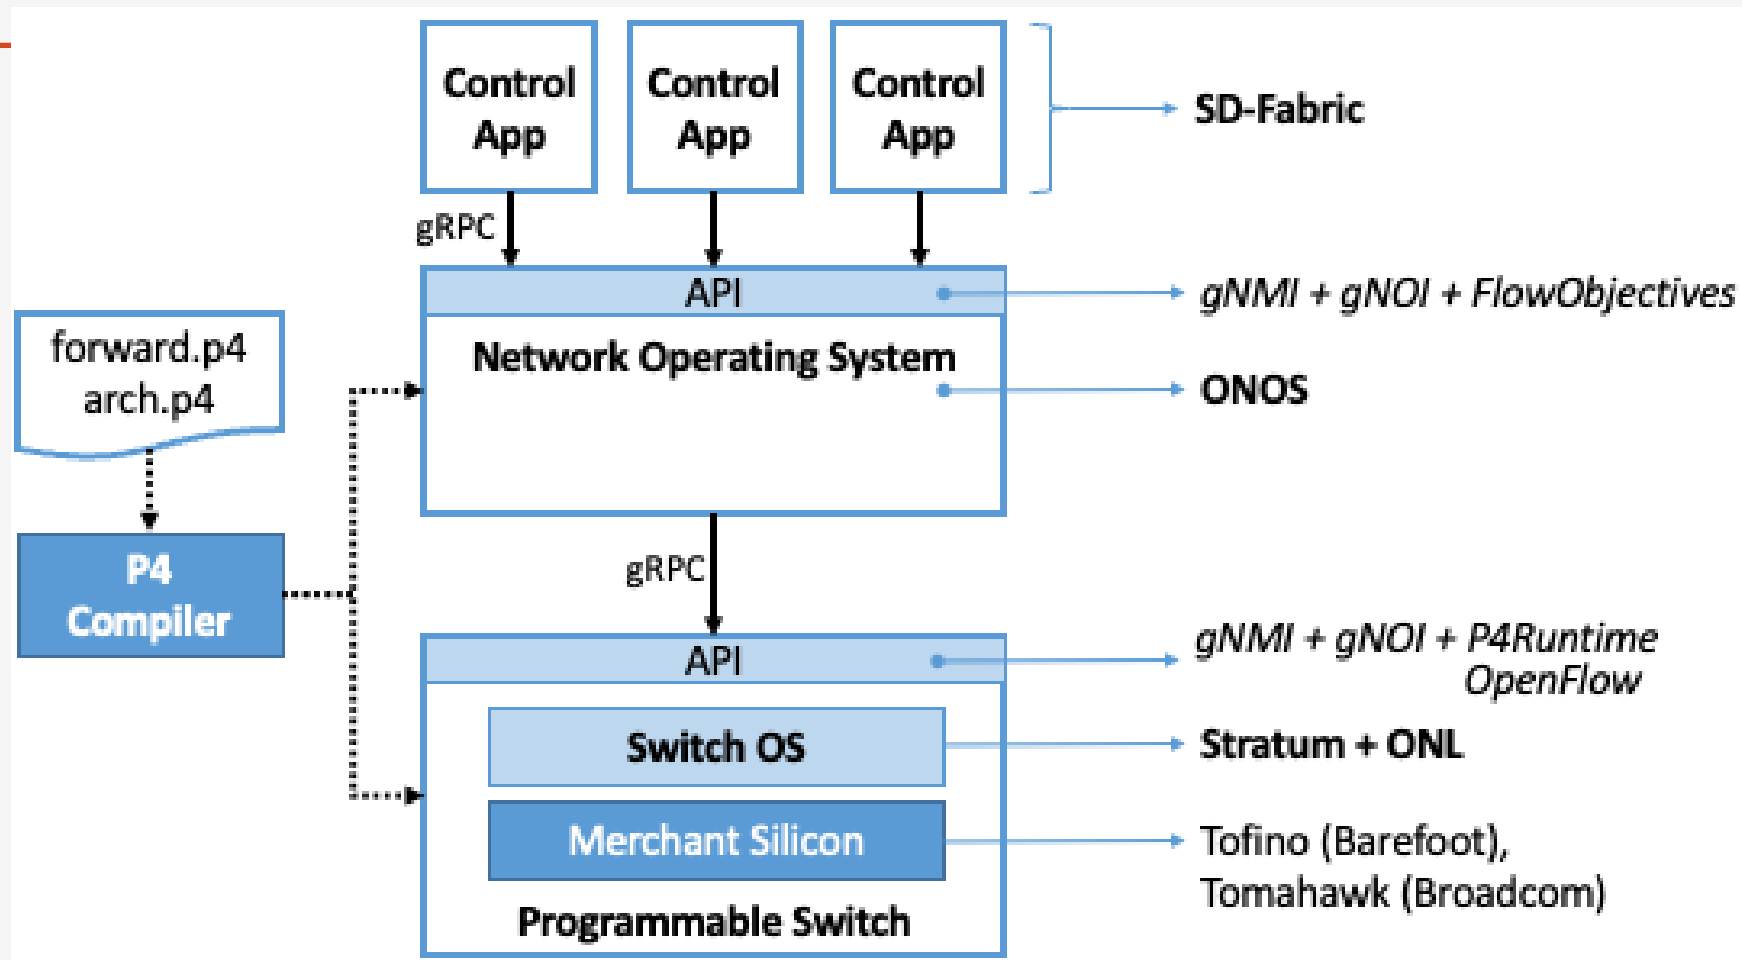 Control
App
Control
App
Control
App
SD-Fabric
gRPC
API
gNMI + gNOI + FlowObjectives
Network Operating System
ONOS
forward.p4
arch.p4
P4
Compiler
gRPC
API
gNMI + gNOI + P4Runtime
OpenFlow
Switch OS
Stratum + ONL
Merchant Silicon
Tofino (Barefoot),
Tomahawk (Broadcom)
Programmable Switch